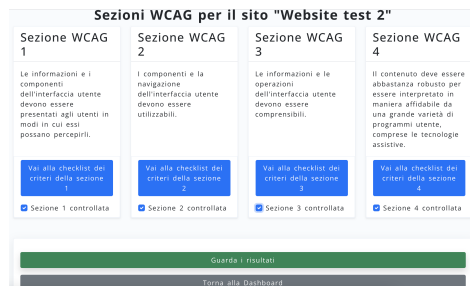 Sezioni WCAG per il sito "Website test 2"
Sezione WCAG
1
Le informazioni e i
componenti
dell'interfaccia utente
devono essere
presentati agli utenti in
modi in cui essi
possano percepirli.
Vai alla checklist dei
criteri della sezione
1
Sezione 1 controllata
Sezione WCAG
2
I componenti e la
navigazione
dell'interfaccia utente
devono essere
utilizzabili.
Vai alla checklist dei
criteri della sezione
2
Sezione 2 controllata
Sezione WCAG
3
Le informazioni e le
operazioni
dell'interfaccia utente
devono essere
comprensibili.
Vai alla checklist dei
criteri della sezione
3
Sezione 3 controllata
Sezione WCAG
4
Il contenuto deve essere
abbastanza robusto per
essere interpretato in
maniera affidabile da
una grande varietà di
programmi utente,
comprese le tecnologie
assistive.
Vai alla checklist dei
criteri della sezione
4
Sezione 4 controllata
Guarda i risultati
Torna alla Dashboard